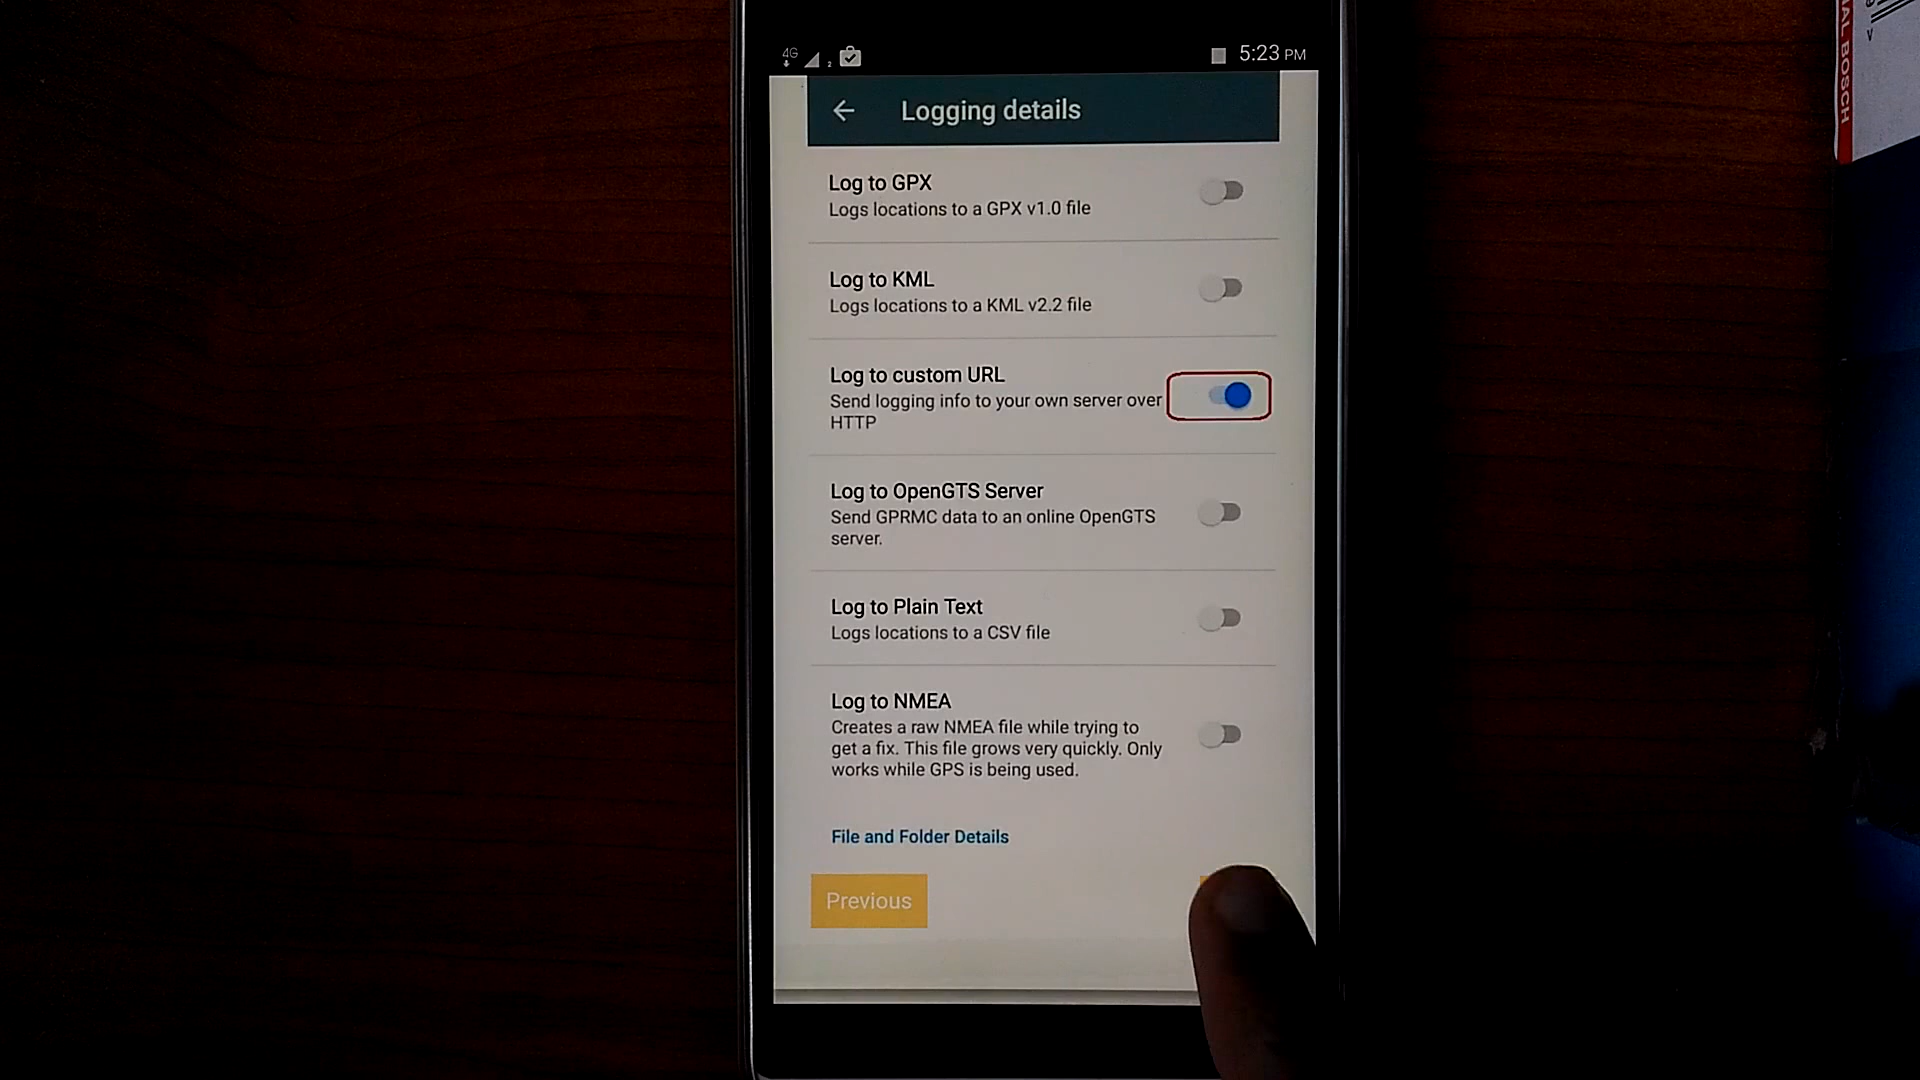 4G
2
5:23 PM
Logging details
Log to GPX
Logs locations to a GPX v1.0 file
Log to KML
Logs locations to a KML v2.2 file
Log to custom URL
Send logging info to your own server over
HTTP
Log to OpenGTS Server
Send GPRMC data to an online OpenGTS
server.
Log to Plain Text
Logs locations to a CSV file
Log to NMEA
Creates a raw NMEA file while trying to
get a fix. This file grows very quickly. Only
works while GPS is being used.
File and Folder Details
Previous
BOSCH